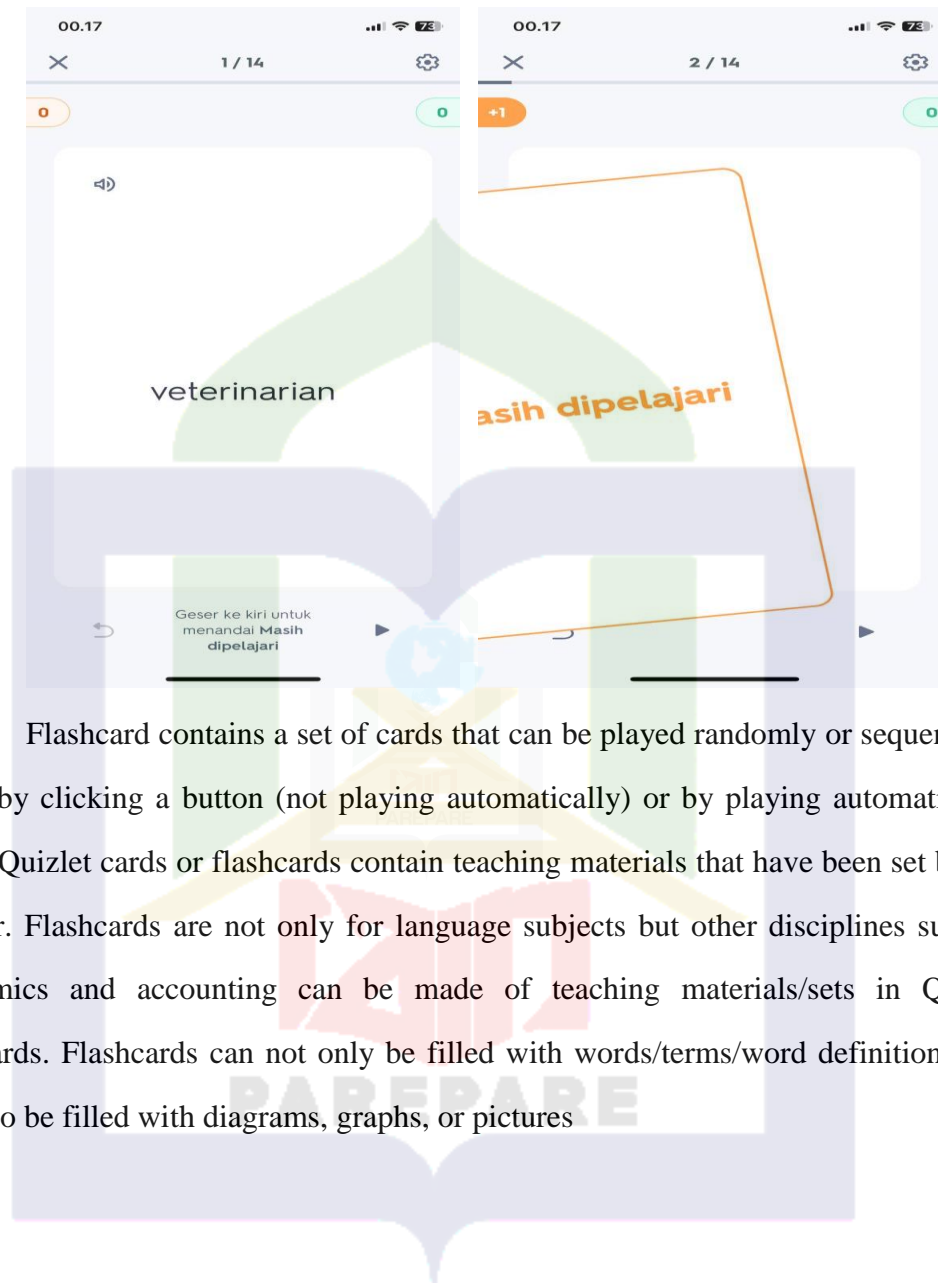 00.17
73
1 / 14
0
0
veterinarian
Geser ke kiri untuk
menandai Masih
dipelajari
00.17
73
2 / 14
+1
0
asih dipelajari
Flashcard contains a set of cards that can be played randomly or sequen
by clicking a button (not playing automatically) or by playing automati
Quizlet cards or flashcards contain teaching materials that have been set b
r. Flashcards are not only for language subjects but other disciplines su
mics and accounting can be made of teaching materials/sets in Q
ards. Flashcards can not only be filled with words/terms/word definition
o be filled with diagrams, graphs, or pictures
PAREPARE
PAREPARE